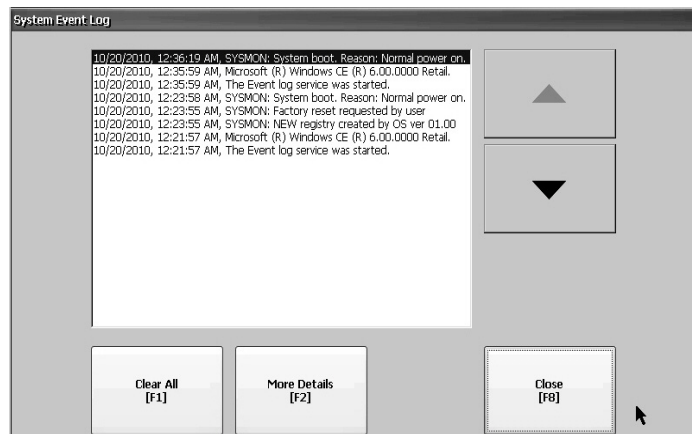 System Event Log
10/20/2010, 12:36:19 AM, SYSMON: System boot. Reason: Normal power on.
10/20/2010, 12:35:59 AM, Microsoft (R) Windows CE (R) 6.00.0000 Retail.
10/20/2010, 12:35:59 AM, The Event log service was started.
10/20/2010, 12:23:58 AM, SYSMON: System boot. Reason: Normal power on.
10/20/2010, 12:23:55 AM, SYSMON: Factory reset requested by user
10/20/2010, 12:23:55 AM, SYSMON: NEW registry created by OS ver 01.00
10/20/2010, 12:21:57 AM, Microsoft (R) Windows CE (R) 6.00.0000 Retail.
10/20/2010, 12:21:57 AM, The Event log service was started.
Clear All
[F1]
More Details
[F2]
Close
[F8]